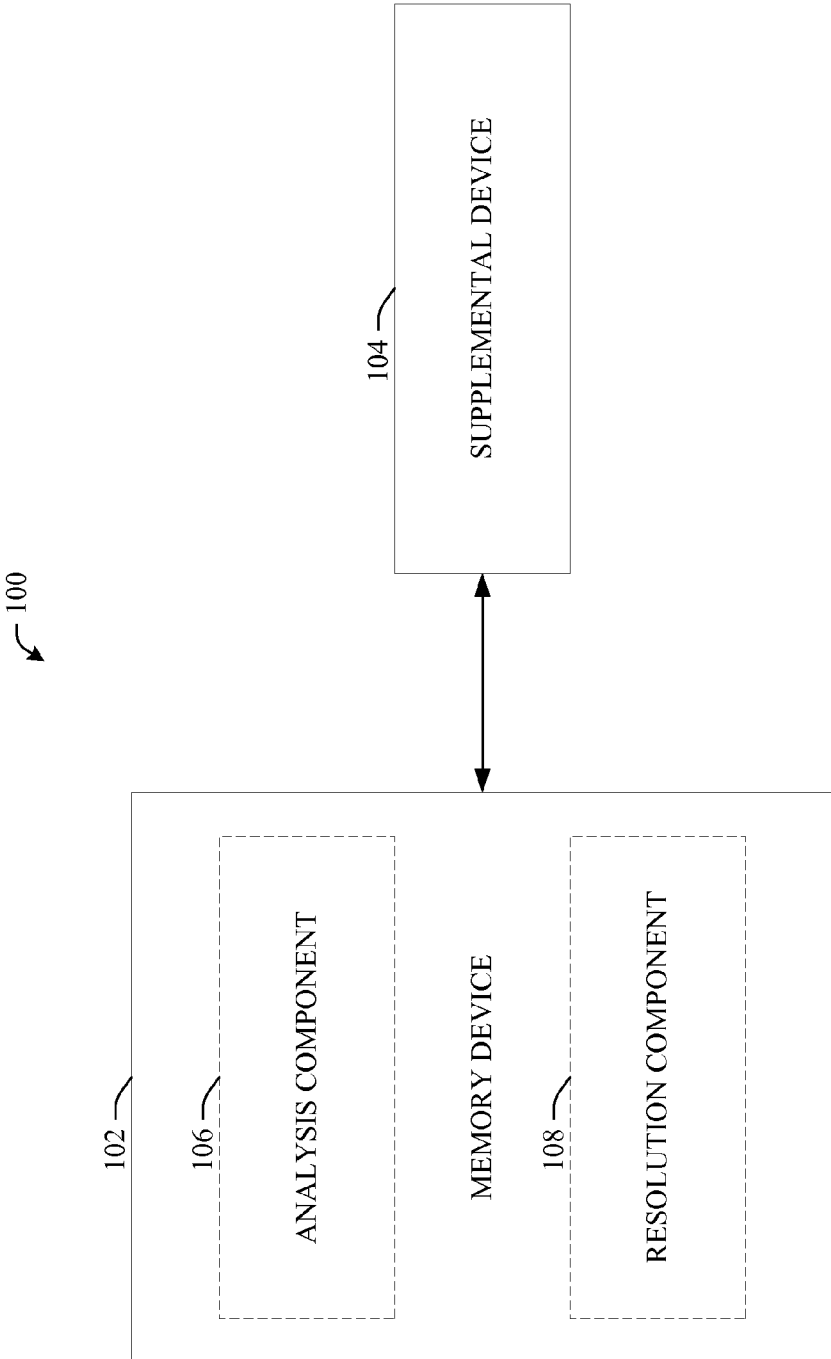 100
102
106
ANALYSIS COMPONENT
MEMORY DEVICE
108
RESOLUTION COMPONENT
104
SUPPLEMENTAL DEVICE